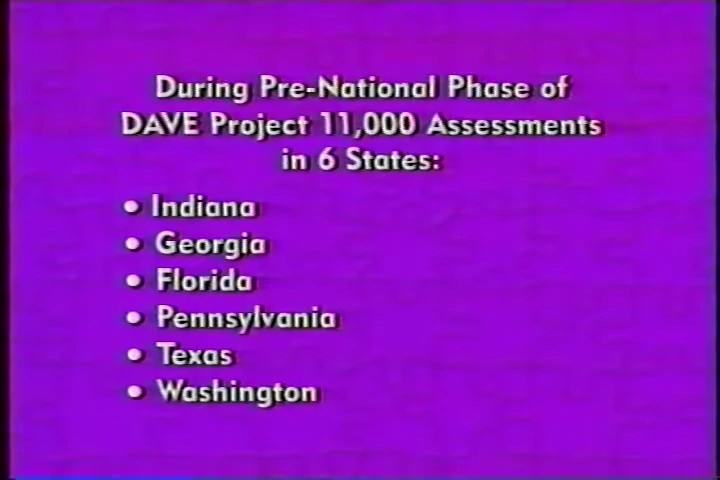 During Pre-National Phase of
DAVE Project 11,000 Assessments
in 6 States:
• Indiana
• Georgia
• Florida
• Pennsylvania
• Texas
• Washington